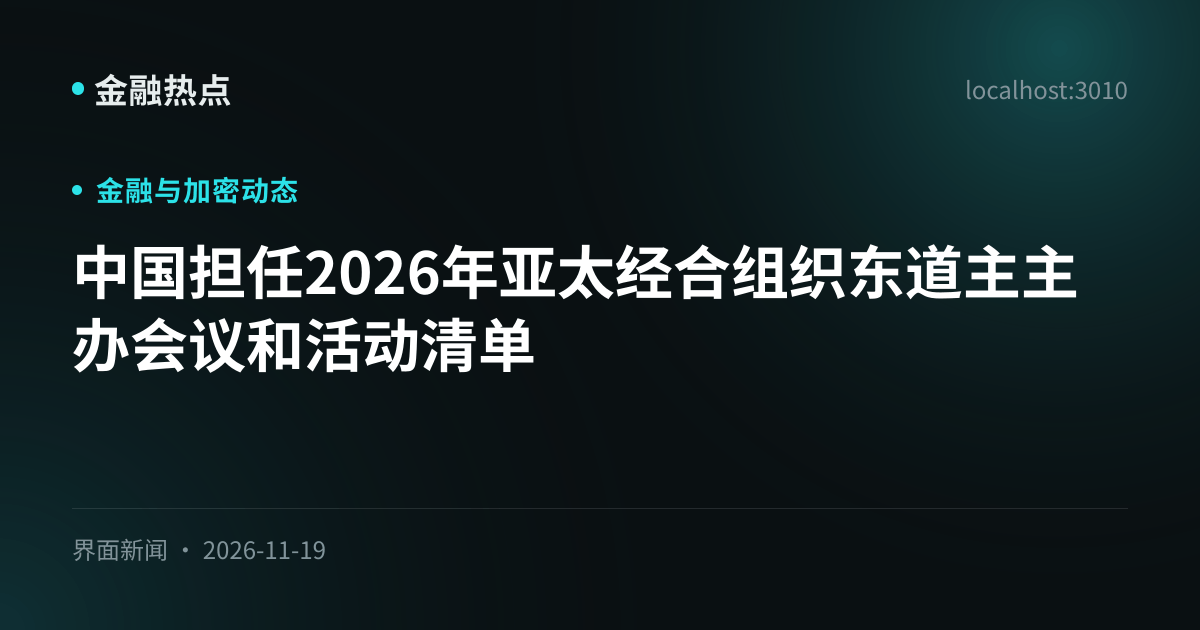 金融热点
localhost:3010
金融与加密动态
中国担任2026年亚太经合组织东道主主
办会议和活动清单
界面新闻 • 2026-11-19